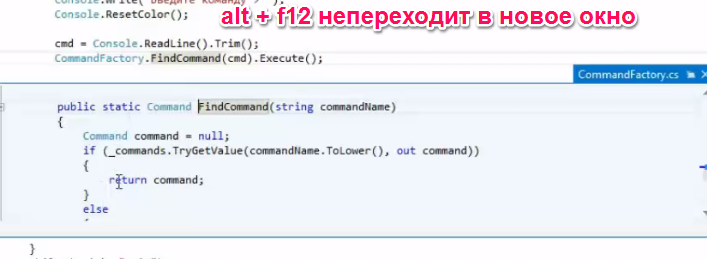 alt + f12 непереходит в новое окно
Console.ResetColor();
cmd = Console.ReadLine().Trim();
CommandFactory.FindCommand(cmd).Execute();
CommandFactory.cs
public static Command FindCommand(string commandName)
{
Command command = null;
if (_commands.TryGetValue(commandName.ToLower(), out command))
{
return command;
}
else
}